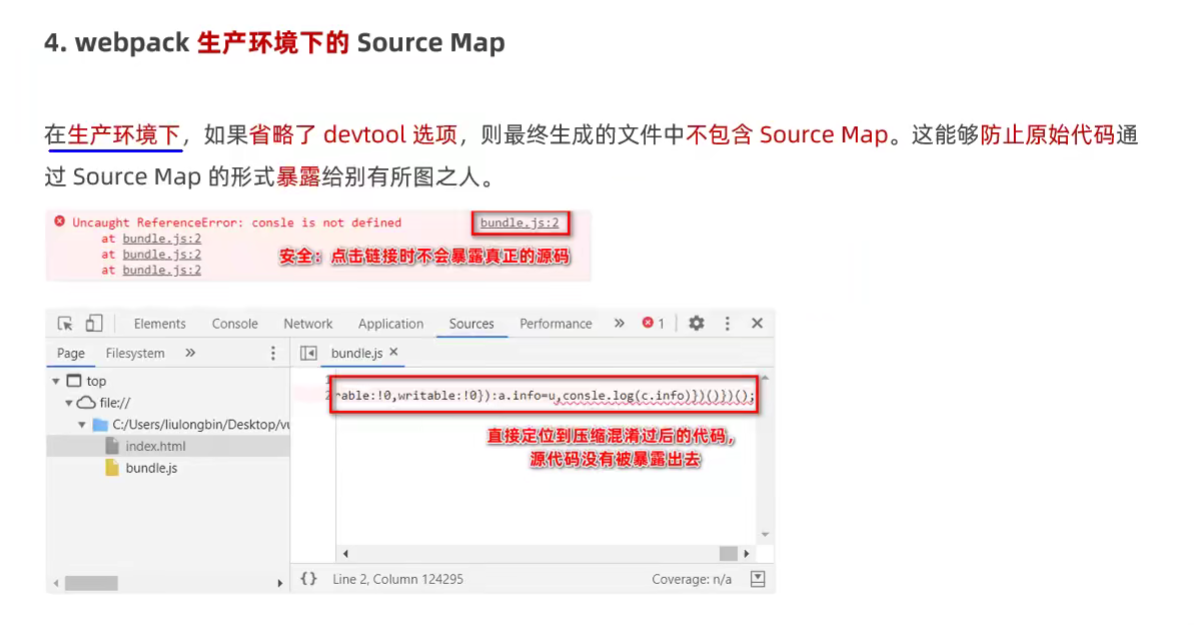 4. webpack 生产环境下的 Source Map
在生产环境下，如果省略了 devtool 选项，则最终生成的文件中不包含 Source Map。这能够防止原始代码通
过 Source Map 的形式暴露给别有所图之人。
Uncaught ReferenceError: consle is not defined bundle.js:2
at bundle.js:2
at bundle.js:2
at bundle.js:2
安全：点击链接时不会暴露真正的源码
Elements Console Network Application Sources Performance » 1
Page Filesystem » bundle.js ×
top
file://
C:/Users/liulongbin/Desktop/vu
index.html
bundle.js
1
2 rable:!0,writable:!0}):a.info=u,consle.log(c.info)})()})();
直接定位到压缩混淆过后的代码，
源代码没有被暴露出去
{} Line 2, Column 124295 Coverage: n/a